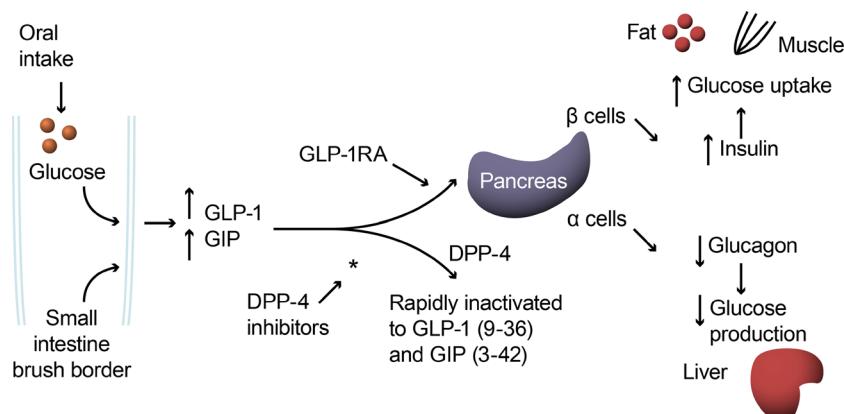 Oral
intake
Glucose
Small
intestine
brush border
GLP-1
GIP
GLP-1RA
DPP-4
inhibitors
*
DPP-4
Rapidly inactivated
to GLP-1 (9-36)
and GIP (3-42)
Pancreas
β cells
α cells
Fat
Muscle
Glucose uptake
Insulin
Glucagon
Glucose
production
Liver